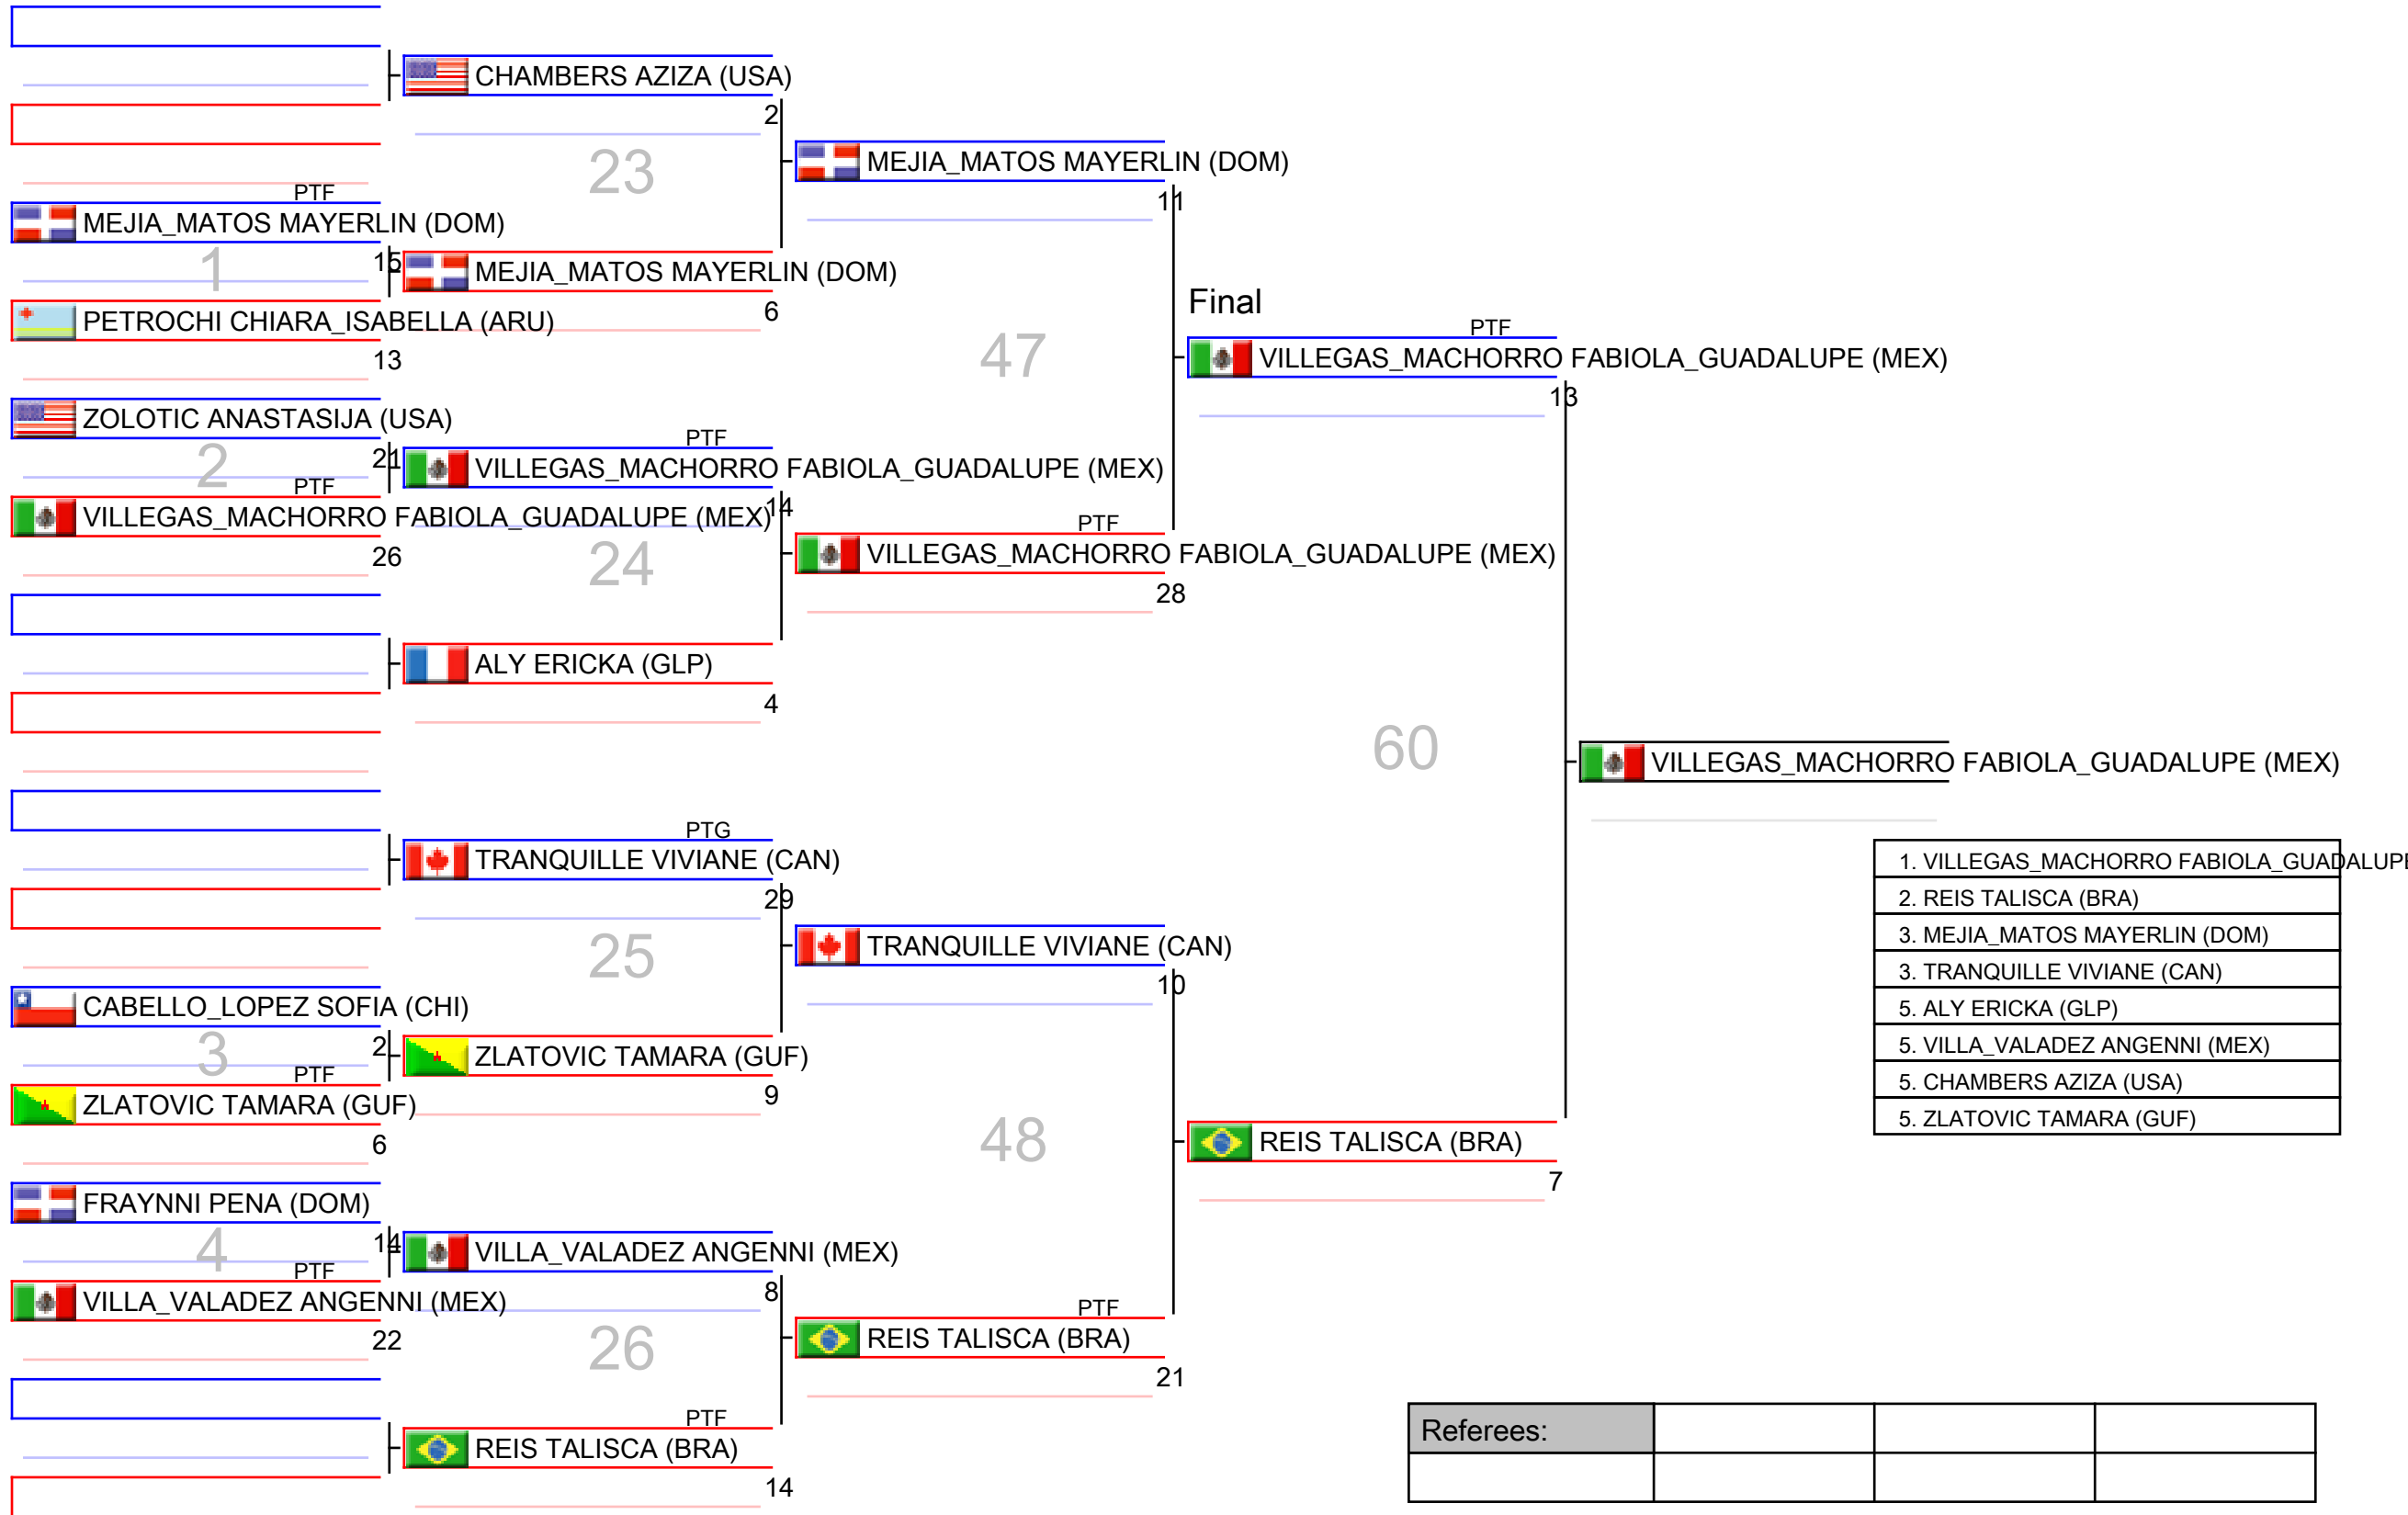 CHAMBERS AZIZA (USA)
2
23
MEJIA_MATOS MAYERLIN (DOM)
11
PTF
MEJIA_MATOS MAYERLIN (DOM)
1
15
MEJIA_MATOS MAYERLIN (DOM)
6
PETROCHI CHIARA_ISABELLA (ARU)
13
47
Final
PTF
VILLEGAS_MACHORRO FABIOLA_GUADALUPE (MEX)
13
ZOLOTIC ANASTASIJA (USA)
2
21
PTF
VILLEGAS_MACHORRO FABIOLA_GUADALUPE (MEX)
14
PTF
VILLEGAS_MACHORRO FABIOLA_GUADALUPE (MEX)
26
24
PTF
VILLEGAS_MACHORRO FABIOLA_GUADALUPE (MEX)
28
ALY ERICKA (GLP)
4
60
VILLEGAS_MACHORRO FABIOLA_GUADALUPE (MEX)
PTG
TRANQUILLE VIVIANE (CAN)
29
25
TRANQUILLE VIVIANE (CAN)
10
CABELLO_LOPEZ SOFIA (CHI)
3
2
ZLATOVIC TAMARA (GUF)
9
PTF
ZLATOVIC TAMARA (GUF)
6
48
REIS TALISCA (BRA)
7
FRAYNNI PENA (DOM)
4
14
VILLA_VALADEZ ANGENNI (MEX)
8
PTF
VILLA_VALADEZ ANGENNI (MEX)
22
26
PTF
REIS TALISCA (BRA)
21
PTF
REIS TALISCA (BRA)
14
1. VILLEGAS_MACHORRO FABIOLA_GUADALUPE
2. REIS TALISCA (BRA)
3. MEJIA_MATOS MAYERLIN (DOM)
3. TRANQUILLE VIVIANE (CAN)
5. ALY ERICKA (GLP)
5. VILLA_VALADEZ ANGENNI (MEX)
5. CHAMBERS AZIZA (USA)
5. ZLATOVIC TAMARA (GUF)
Referees: